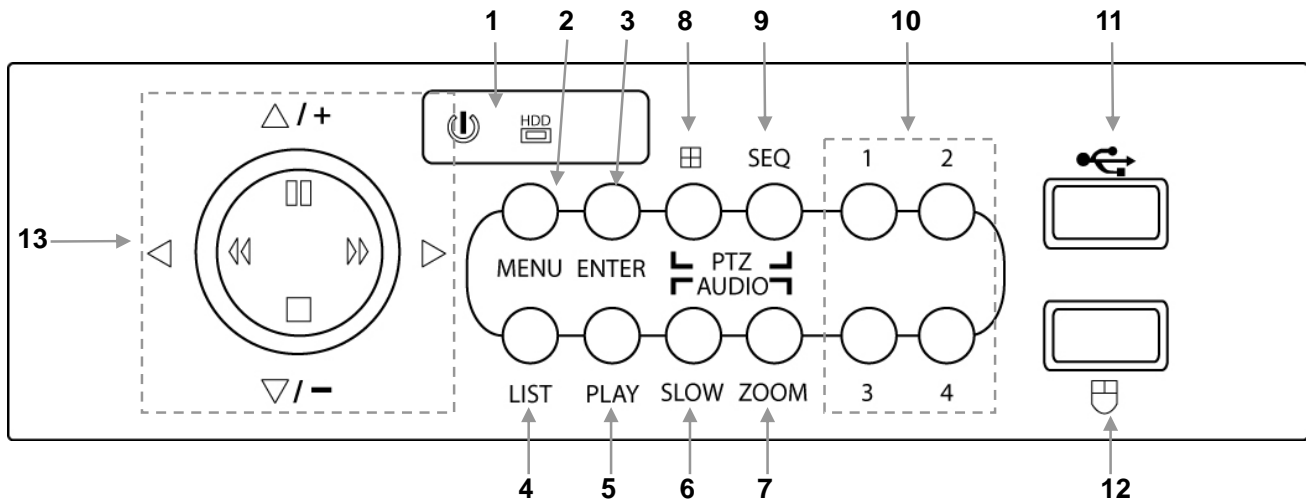 1 2 3 8 9 10 11
△ / +
HDD
SEQ 1 2
13
MENU ENTER PTZ
AUDIO
▽ / −
LIST PLAY SLOW ZOOM 3 4
4 5 6 7 12